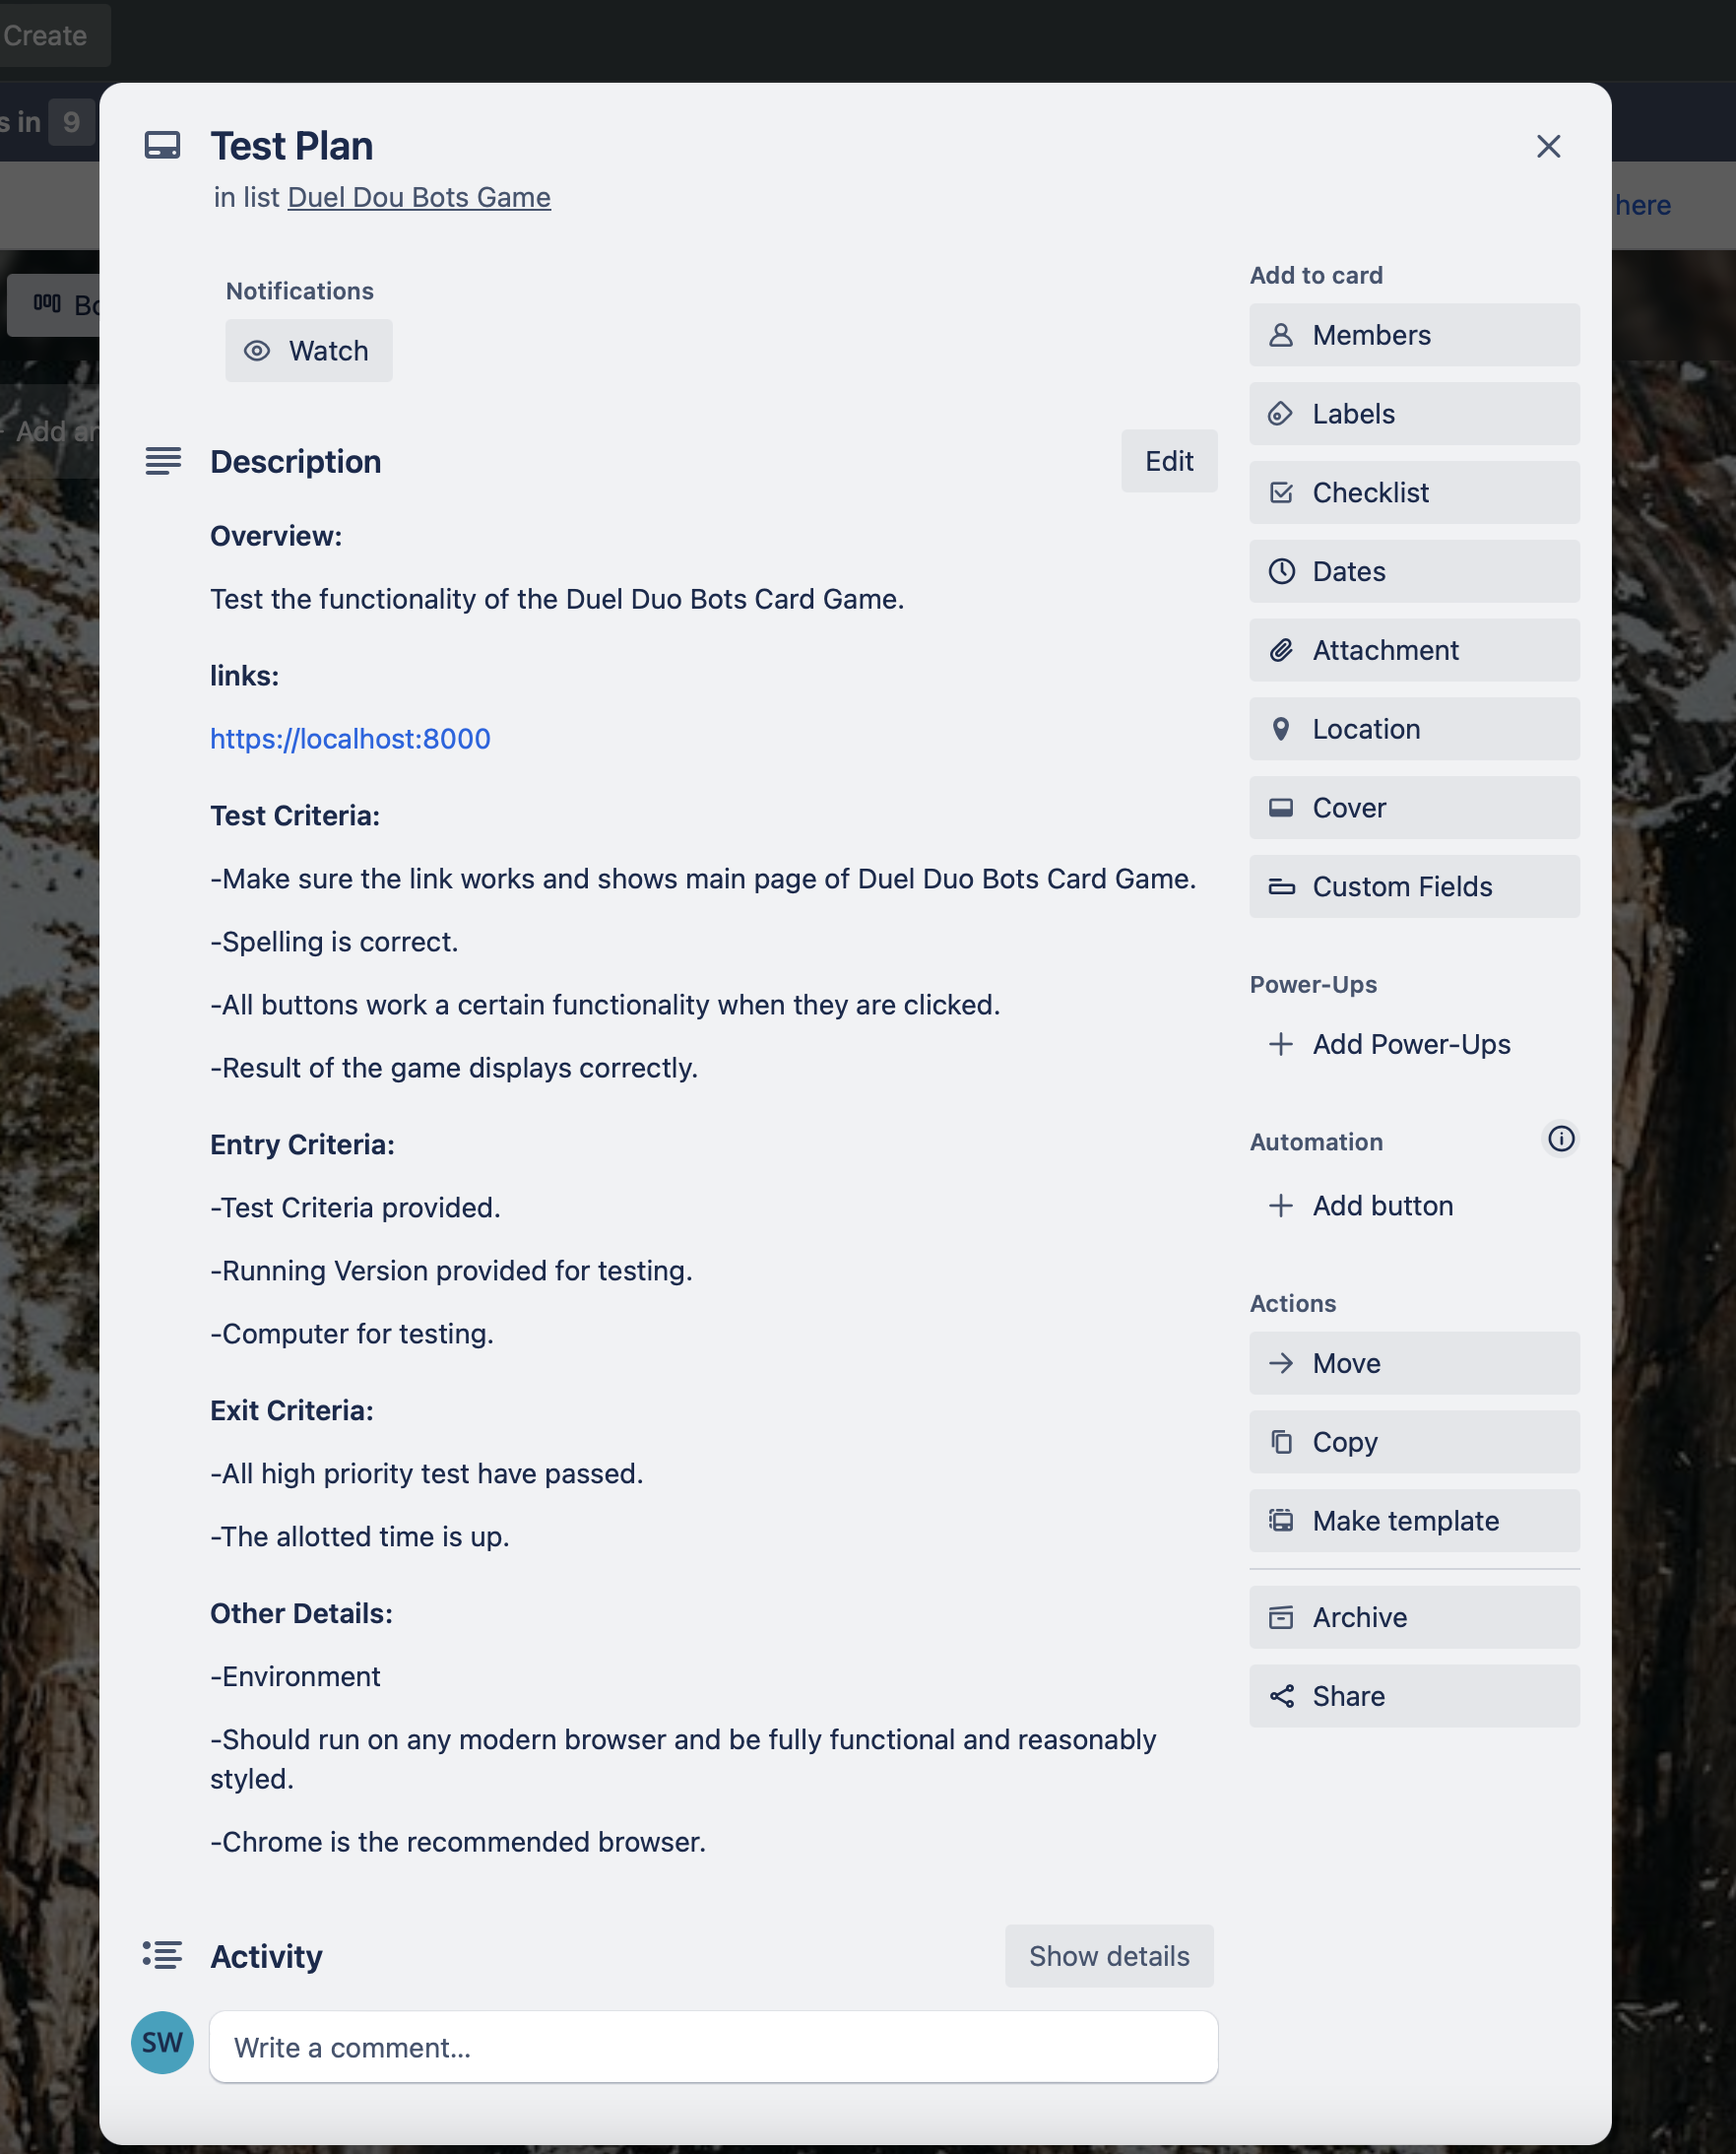 Create
s in 9
Test Plan
in list Duel Dou Bots Game
here
Notifications
Watch
Add an
Description
Edit
Overview:
Test the functionality of the Duel Duo Bots Card Game.
links:
https://localhost:8000
Test Criteria:
-Make sure the link works and shows main page of Duel Duo Bots Card Game.
-Spelling is correct.
-All buttons work a certain functionality when they are clicked.
-Result of the game displays correctly.
Entry Criteria:
-Test Criteria provided.
-Running Version provided for testing.
-Computer for testing.
Exit Criteria:
-All high priority test have passed.
-The allotted time is up.
Other Details:
-Environment
-Should run on any modern browser and be fully functional and reasonably
styled.
-Chrome is the recommended browser.
Activity
Show details
SW
Write a comment...
Add to card
Members
Labels
Checklist
Dates
Attachment
Location
Cover
Custom Fields
Power-Ups
+ Add Power-Ups
Automation
+ Add button
Actions
Move
Copy
Make template
Archive
Share